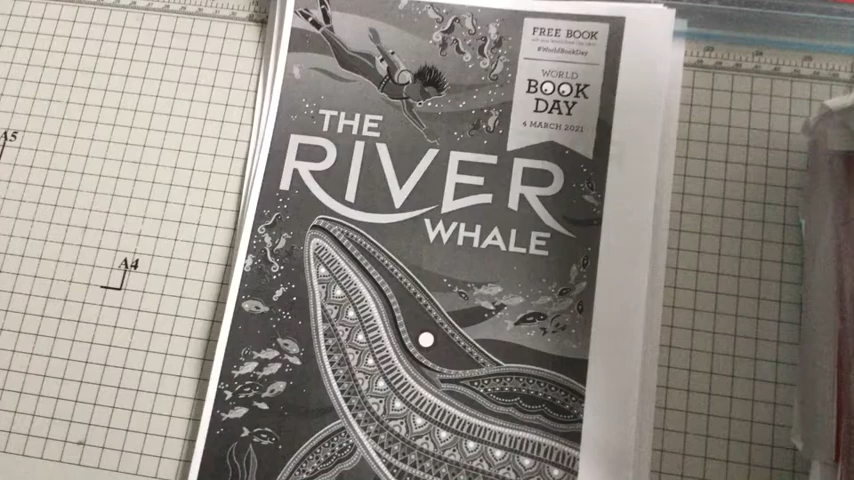 FREE BOOK
#WorldBookDay
WORLD
BOOK
DAY
4 MARCH 2021
THE
RIVER
WHALE
A5
A4